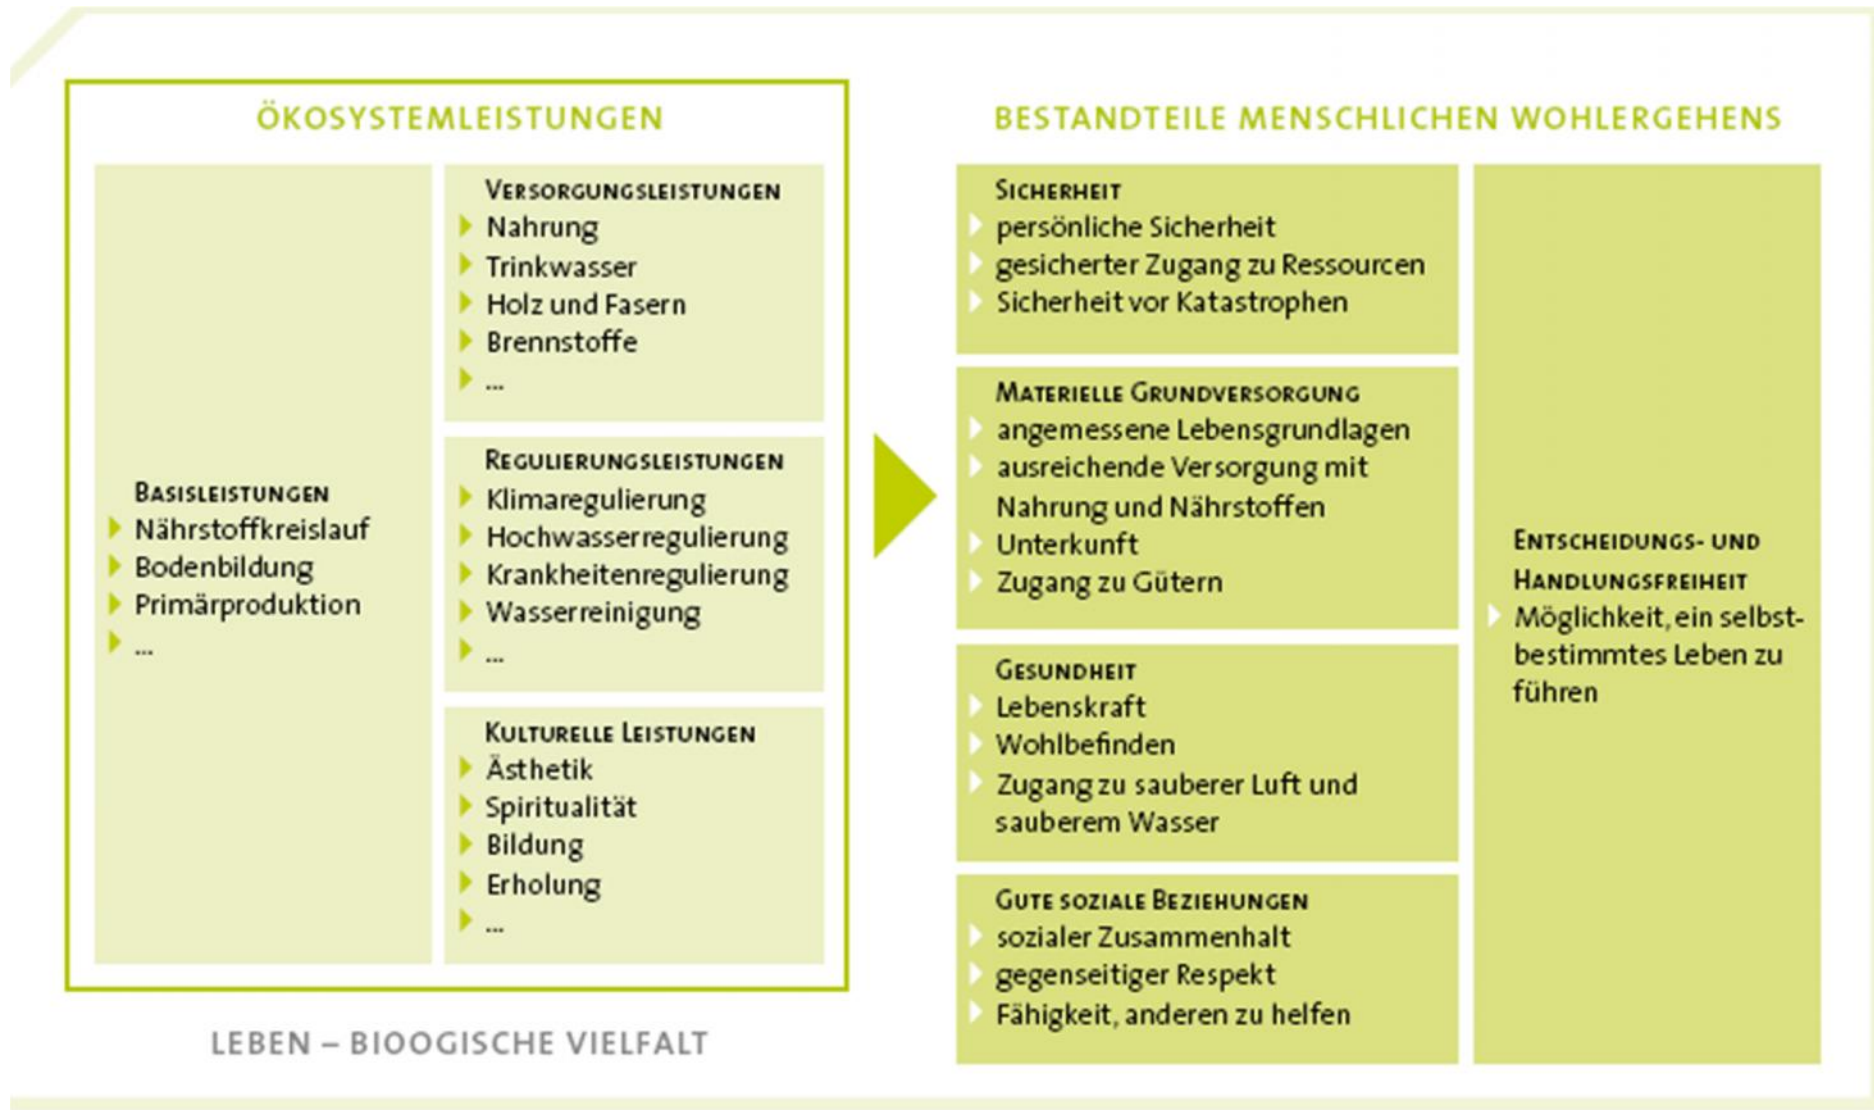 ÖKOSYSTEMLEISTUNGEN
BASISLEISTUNGEN
Nährstoffkreislauf
Bodenbildung
Primärproduktion
...
VERSORGUNGSLEISTUNGEN
Nahrung
Trinkwasser
Holz und Fasern
Brennstoffe
...
REGULIERUNGSLEISTUNGEN
Klimaregulierung
Hochwasserregulierung
Krankheitenregulierung
Wasserreinigung
...
KULTURELLE LEISTUNGEN
Ästhetik
Spiritualität
Bildung
Erholung
...
LEBEN – BIOOGISCHE VIELFALT
BESTANDTEILE MENSCHLICHEN WOHLERGEHENS
SICHERHEIT
persönliche Sicherheit
gesicherter Zugang zu Ressourcen
Sicherheit vor Katastrophen
MATERIELLE GRUNDVERSORGUNG
angemessene Lebensgrundlagen
ausreichende Versorgung mit
Nahrung und Nährstoffen
Unterkunft
Zugang zu Gütern
GESUNDHEIT
Lebenskraft
Wohlbefinden
Zugang zu sauberer Luft und
sauberem Wasser
GUTE SOZIALE BEZIEHUNGEN
sozialer Zusammenhalt
gegenseitiger Respekt
Fähigkeit, anderen zu helfen
ENTSCHEIDUNGS- UND
HANDLUNGSFREIHEIT
Möglichkeit, ein selbst-
bestimmtes Leben zu
führen